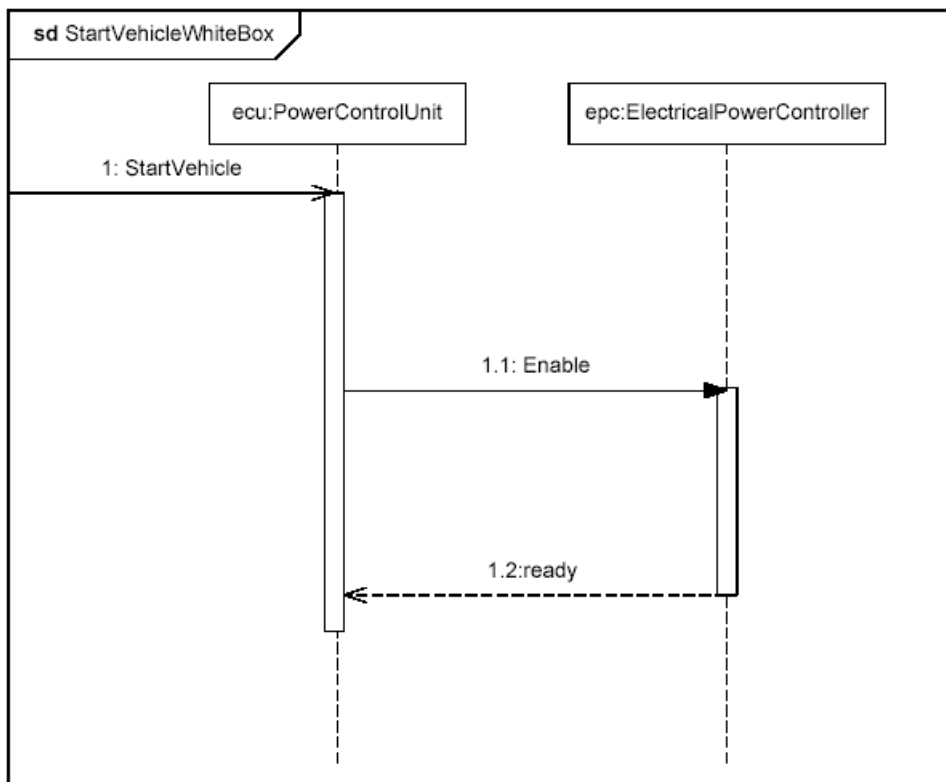 sd StartVehicleWhiteBox
ecu:PowerControlUnit
epc:ElectricalPowerController
1: StartVehicle
1.1: Enable
1.2:ready